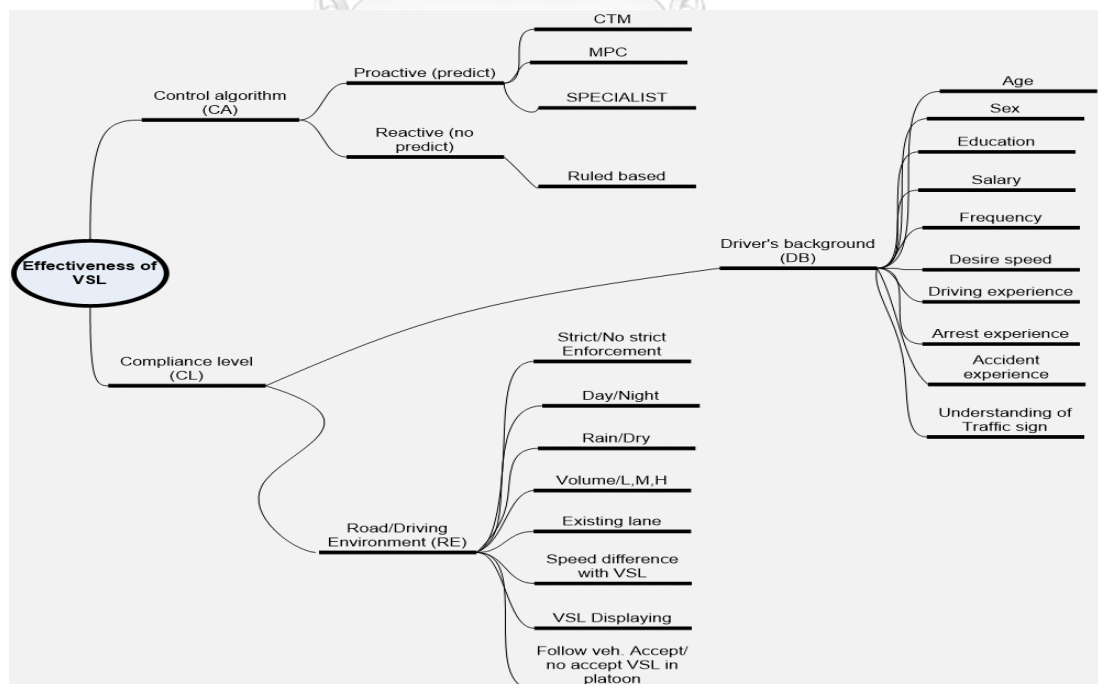 Effectiveness of
VSL
Control algorithm
(CA)
Proactive (predict)
CTM
MPC
SPECIALIST
Reactive (no
predict)
Ruled based
Compliance level
(CL)
Driver's background
(DB)
Age
Sex
Education
Salary
Frequency
Desire speed
Driving experience
Arrest experience
Accident
experience
Understanding of
Traffic sign
Road/Driving
Environment (RE)
Strict/No strict
Enforcement
Day/Night
Rain/Dry
Volume/L,M,H
Existing lane
Speed difference
with VSL
VSL Displaying
Follow veh. Accept/
no accept VSL in
platoon